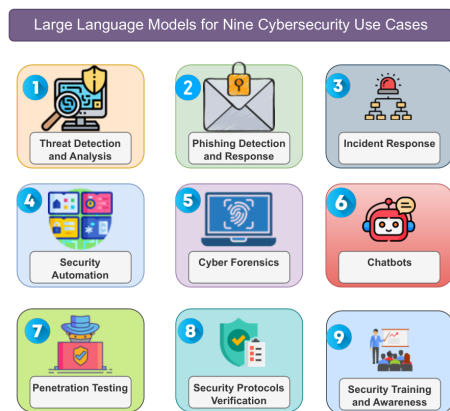 Large Language Models for Nine Cybersecurity Use Cases
1
Threat Detection
and Analysis
2
Phishing Detection
and Response
3
Incident Response
4
Security
Automation
5
Cyber Forensics
6
Chatbots
7
Penetration Testing
8
Security Protocols
Verification
9
Security Training
and Awareness